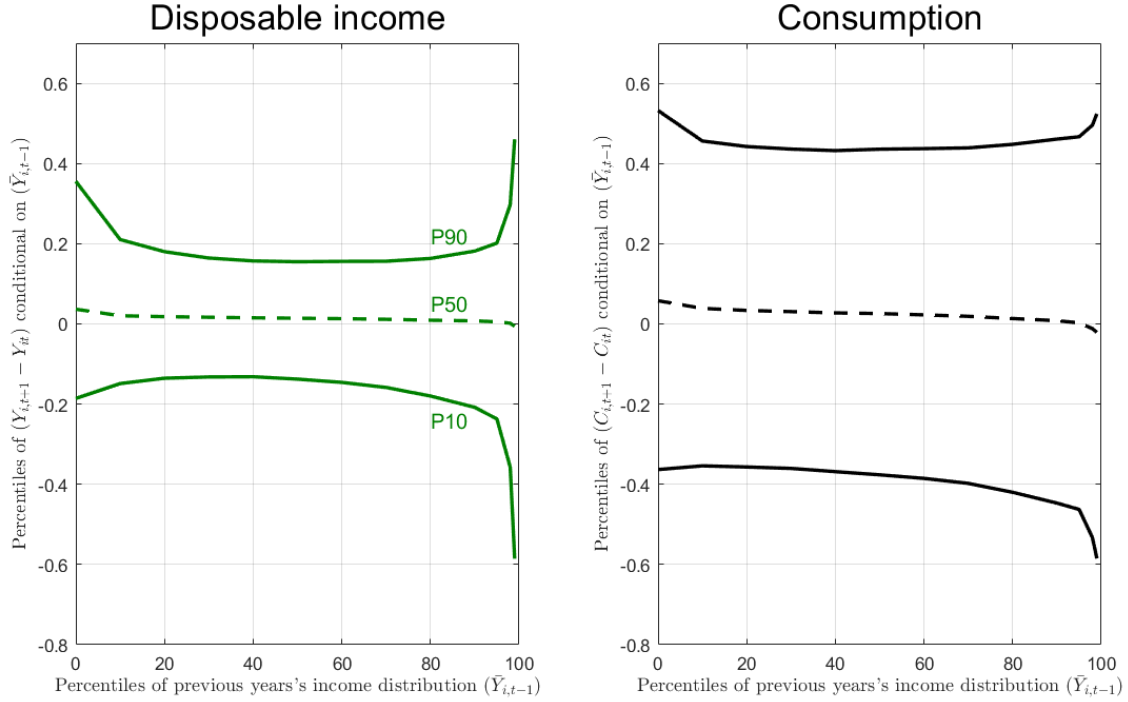 Disposable income
Percentiles of (Y_{i,t+1} − Y_{it}) conditional on (Ȳ_{i,t−1})
0.6
0.4
0.2
0
-0.2
-0.4
-0.6
-0.8
P90
P50
P10
0 20 40 60 80 100
Percentiles of previous years's income distribution (Ȳ_{i,t−1})
Consumption
Percentiles of (C_{i,t+1} − C_{it}) conditional on (Ȳ_{i,t−1})
0.6
0.4
0.2
0
-0.2
-0.4
-0.6
-0.8
0 20 40 60 80 100
Percentiles of previous years's income distribution (Ȳ_{i,t−1})